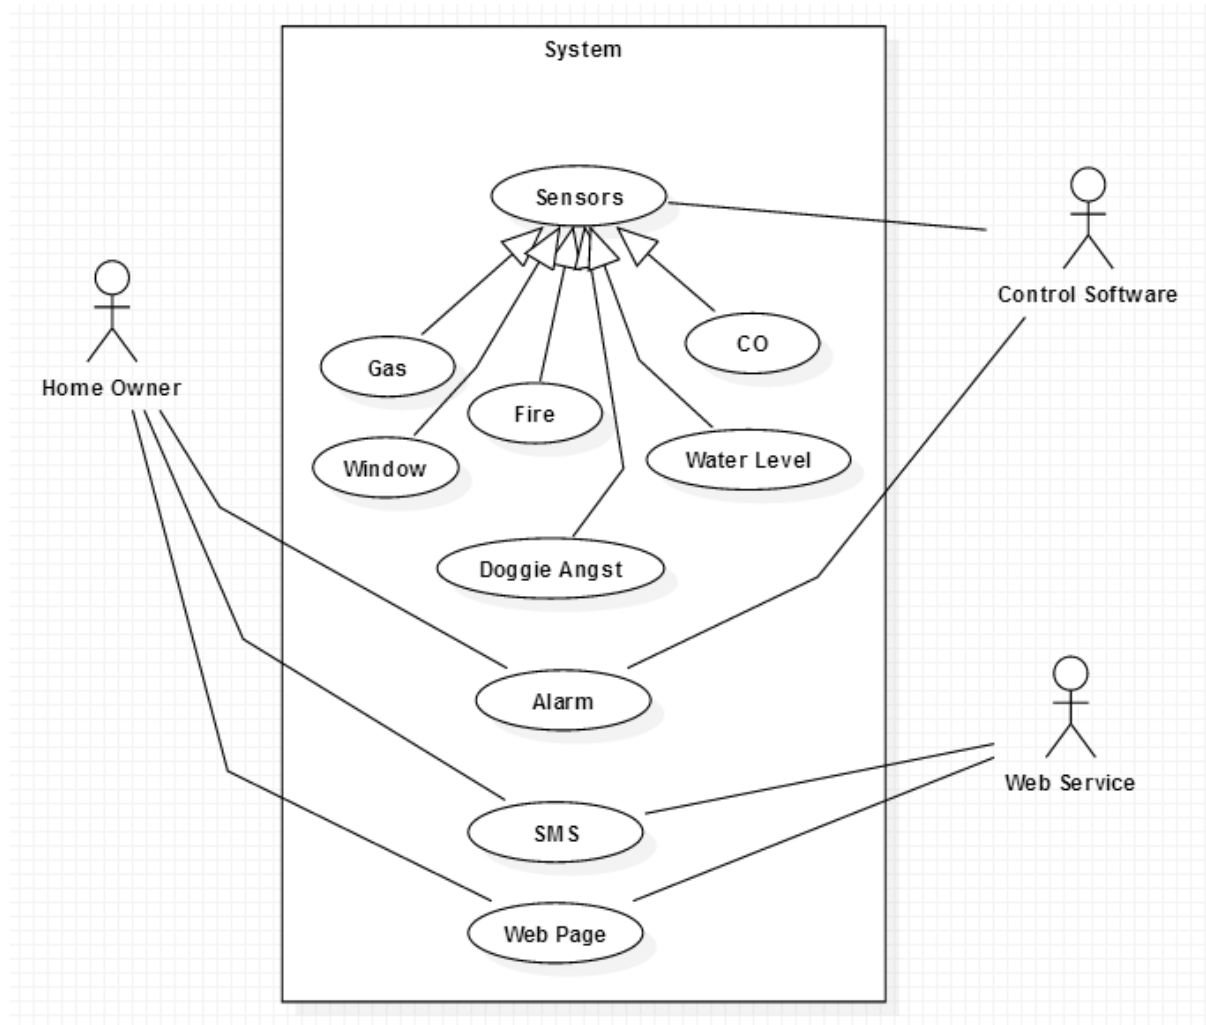 System
Sensors
Control Software
Home Owner
Gas
CO
Fire
Window
Water Level
Doggie Angst
Alarm
Web Service
SMS
Web Page